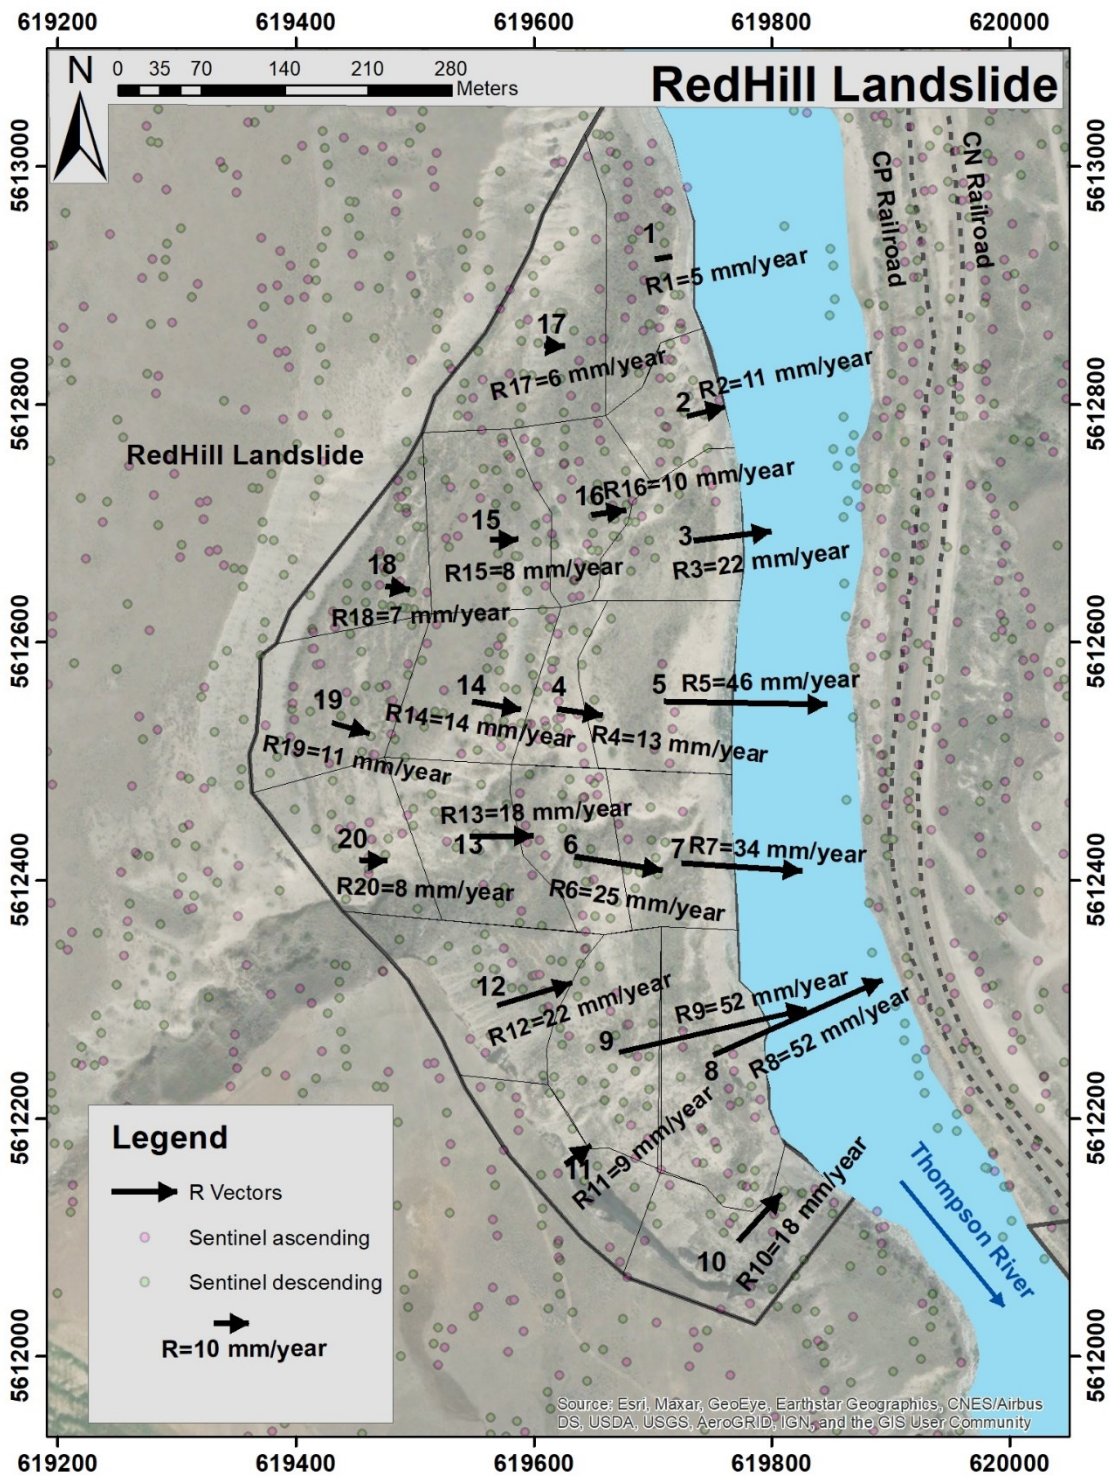 619200 619400 619600 619800 620000
N
0 35 70 140 210 280
Meters
RedHill Landslide
5613000
5612800
5612600
5612400
5612200
5612000
5613000
5612800
5612600
5612400
5612200
5612000
CP Railroad
CN Railroad
1
R1=5 mm/year
17
R17=6 mm/year
R2=11 mm/year
2
RedHill Landslide
16
R16=10 mm/year
15
R15=8 mm/year
3
R3=22 mm/year
18
R18=7 mm/year
5
R5=46 mm/year
14
R14=14 mm/year
4
R4=13 mm/year
19
R19=11 mm/year
R13=18 mm/year
13
6
R6=25 mm/year
7
R7=34 mm/year
20
R20=8 mm/year
12
R12=22 mm/year
R9=52 mm/year
9
8
R8=52 mm/year
11
R11=9 mm/year
10
R10=18 mm/year
Thompson River
Legend
R Vectors
Sentinel ascending
Sentinel descending
R=10 mm/year
Source: Esri, Maxar, GeoEye, Earthstar Geographics, CNES/Airbus
DS, USDA, USGS, AeroGRID, IGN, and the GIS User Community
619200 619400 619600 619800 620000